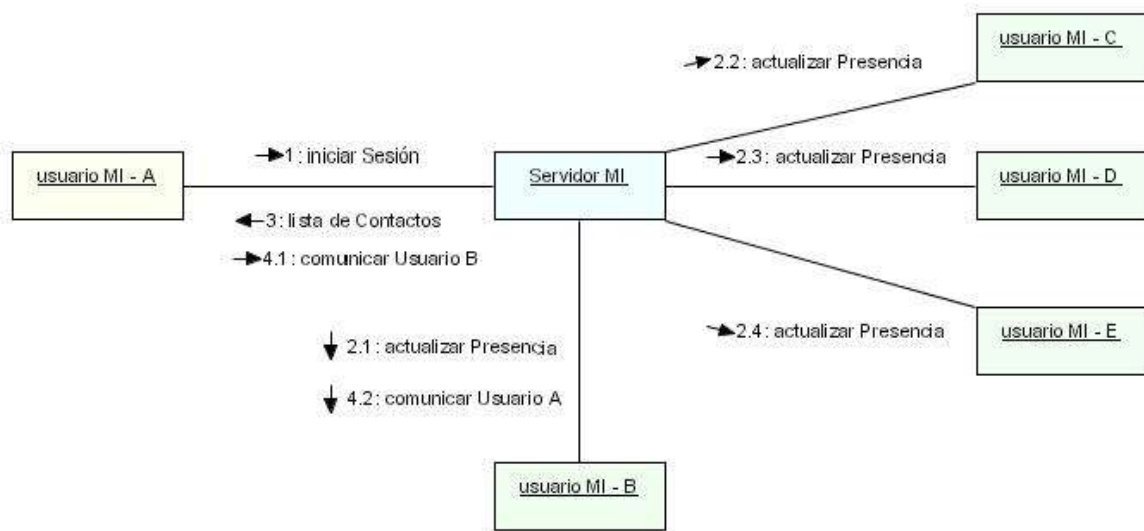 usuario MI - C
2.2: actualizar Presencia
1: iniciar Sesión
2.3: actualizar Presencia
usuario MI - A
Servidor MI
usuario MI - D
3: lista de Contactos
4.1: comunicar Usuario B
2.4: actualizar Presencia
usuario MI - E
2.1: actualizar Presencia
4.2: comunicar Usuario A
usuario MI - B